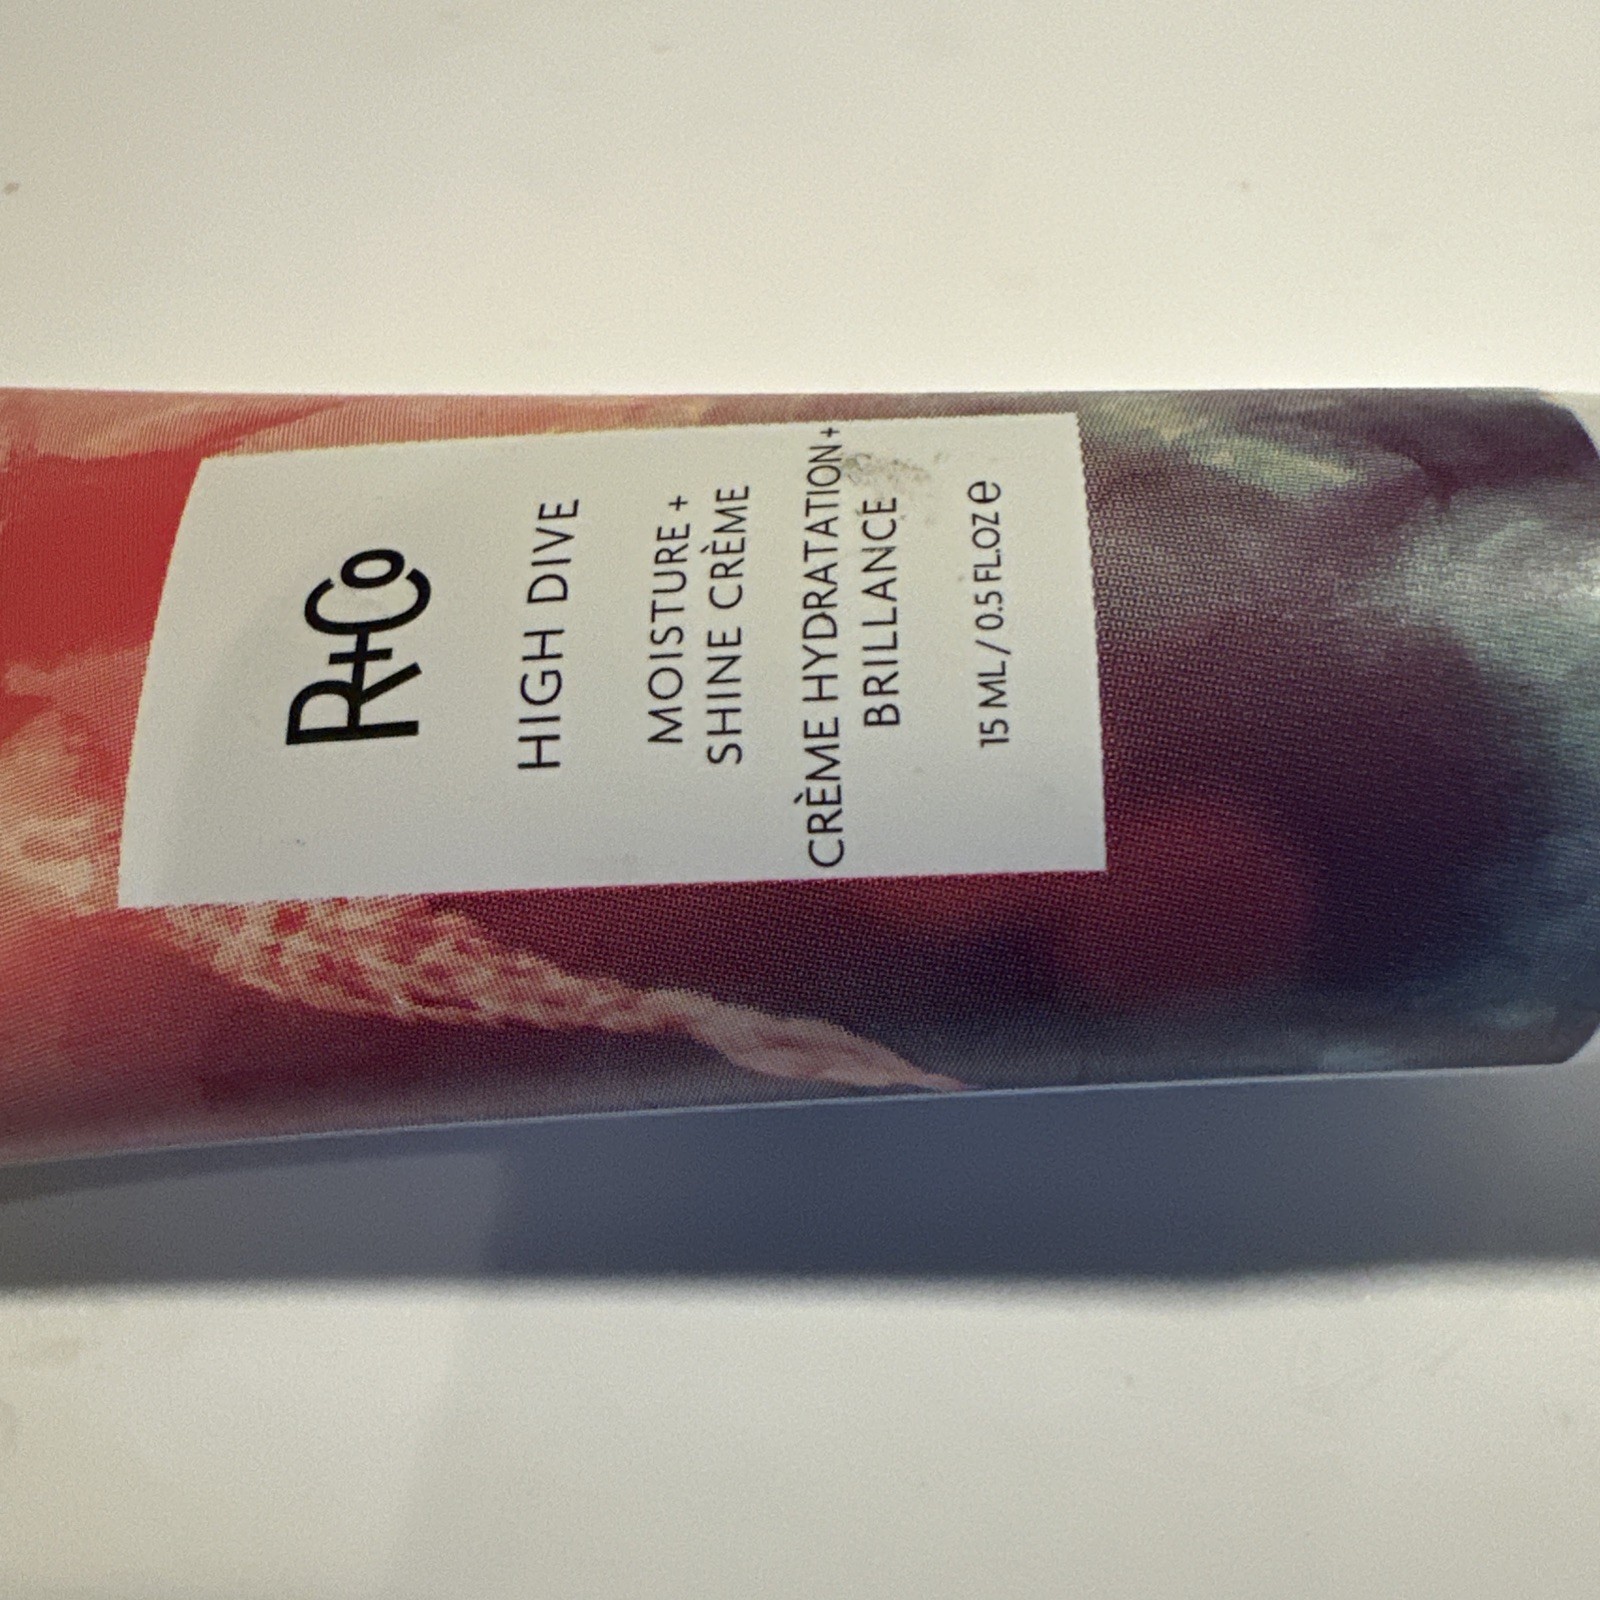 R+Co
HIGH DIVE
MOISTURE +
SHINE CRÈME
CRÈME HYDRATATION+
BRILLANCE
15 ML / 0.5 FL.OZ e